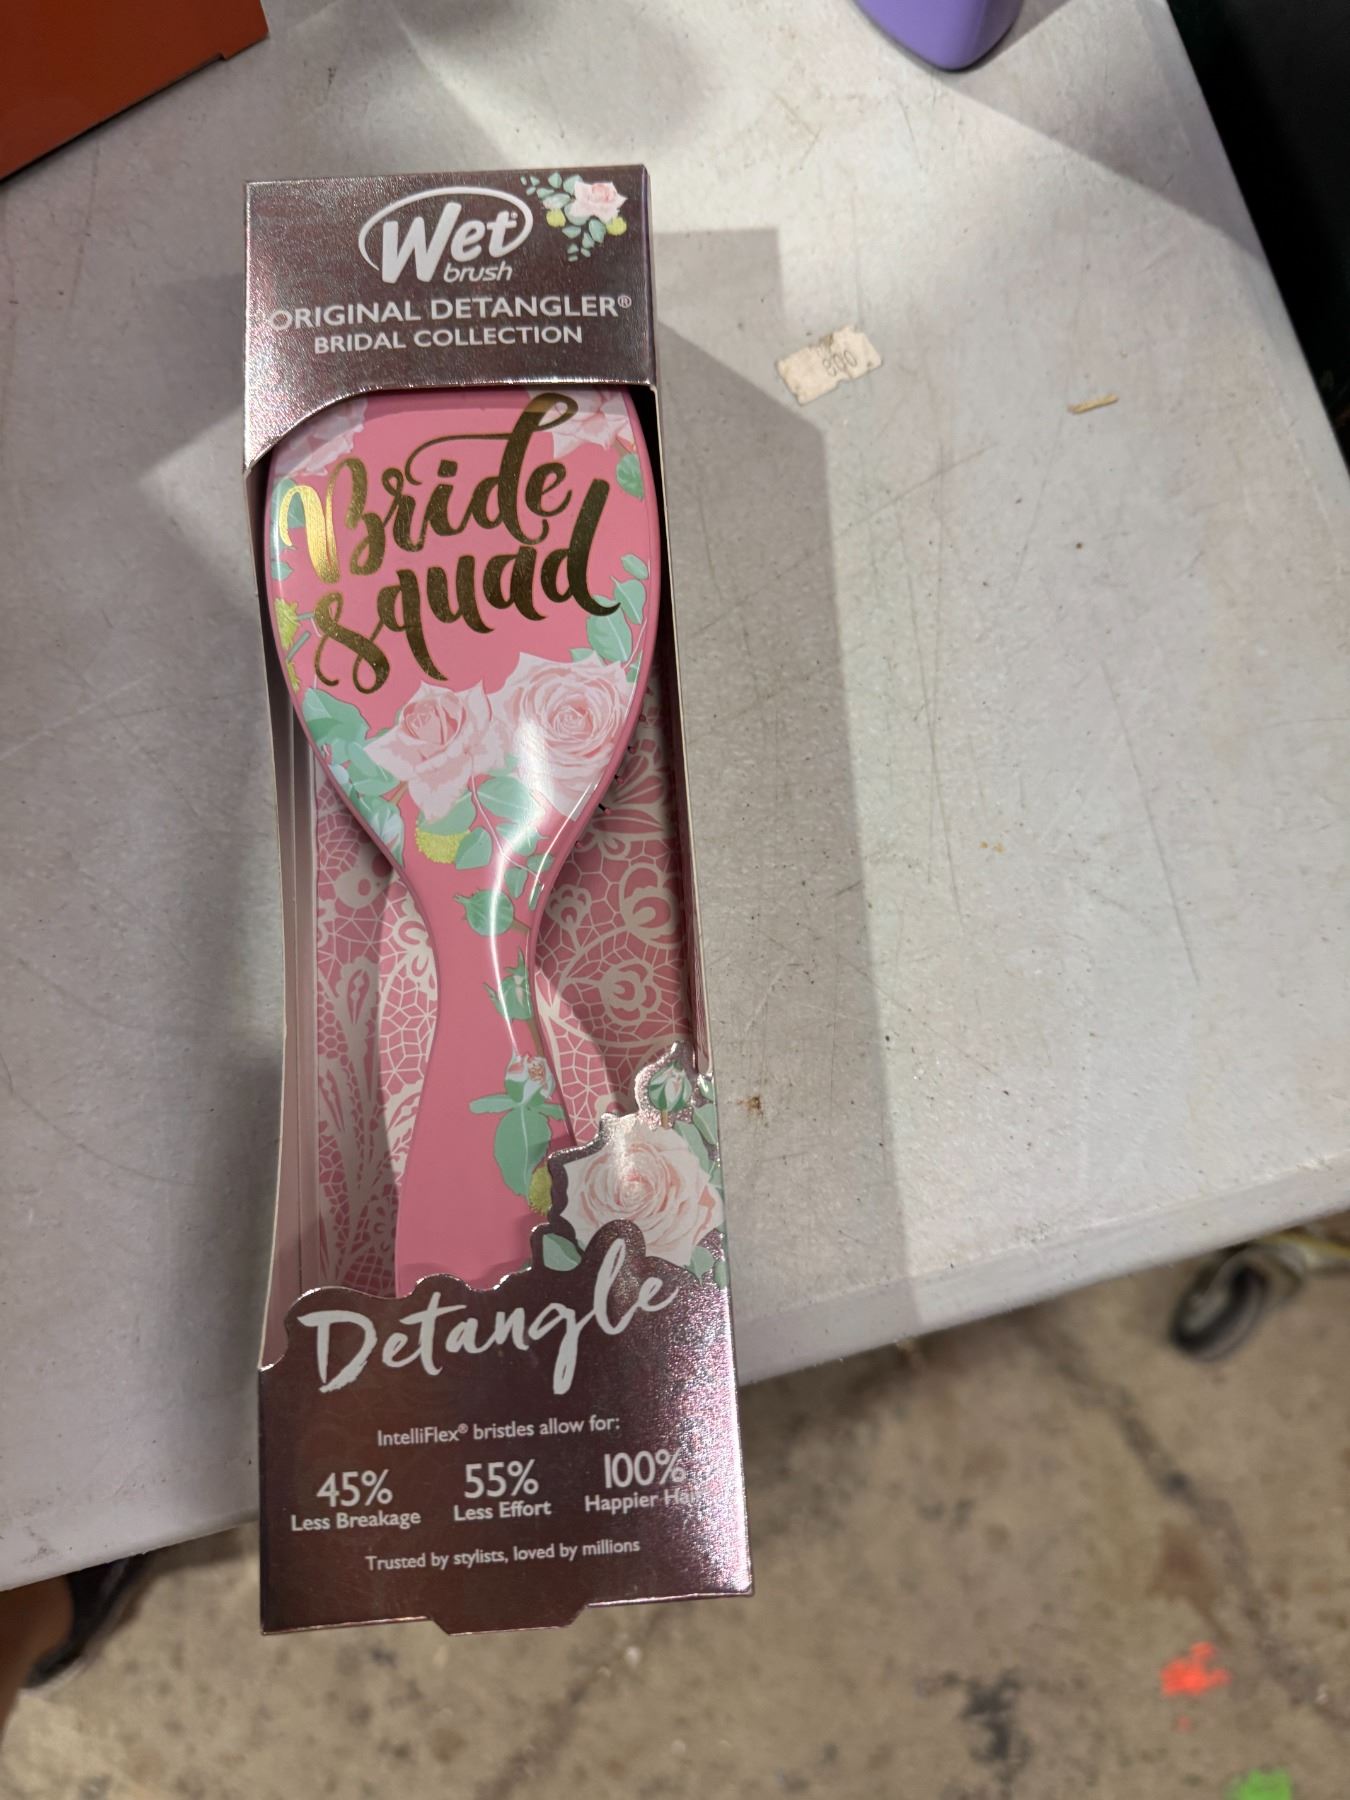 Wet
brush
ORIGINAL DETANGLER®
BRIDAL COLLECTION
Bride
Squad
Detangle
IntelliFlex® bristles allow for:
45% 55% 100%
Less Breakage Less Effort Happier Hair
Trusted by stylists, loved by millions